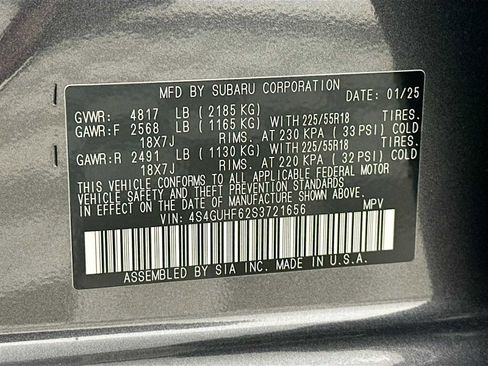 MFD BY SUBARU CORPORATION DATE: 01/25
GVWR: 4817 LB (2185 KG) TIRES.
GAWR:F 2568 LB (1165 KG) WITH 225/55R18
18X7J RIMS. AT 230 KPA (33 PSI) COLD
GAWR:R 2491 LB (1130 KG) WITH 225/55R18 TIRES.
18X7J RIMS. AT 220 KPA (32 PSI) COLD
THIS VEHICLE CONFORMS TO ALL APPLICABLE FEDERAL MOTOR
VEHICLE SAFETY AND THEFT PREVENTION STANDARDS
IN EFFECT ON THE DATE OF MANUFACTURE SHOWN ABOVE.
VIN: 4S4GUHF62S3721656 MPV
ASSEMBLED BY SIA INC. MADE IN U.S.A.